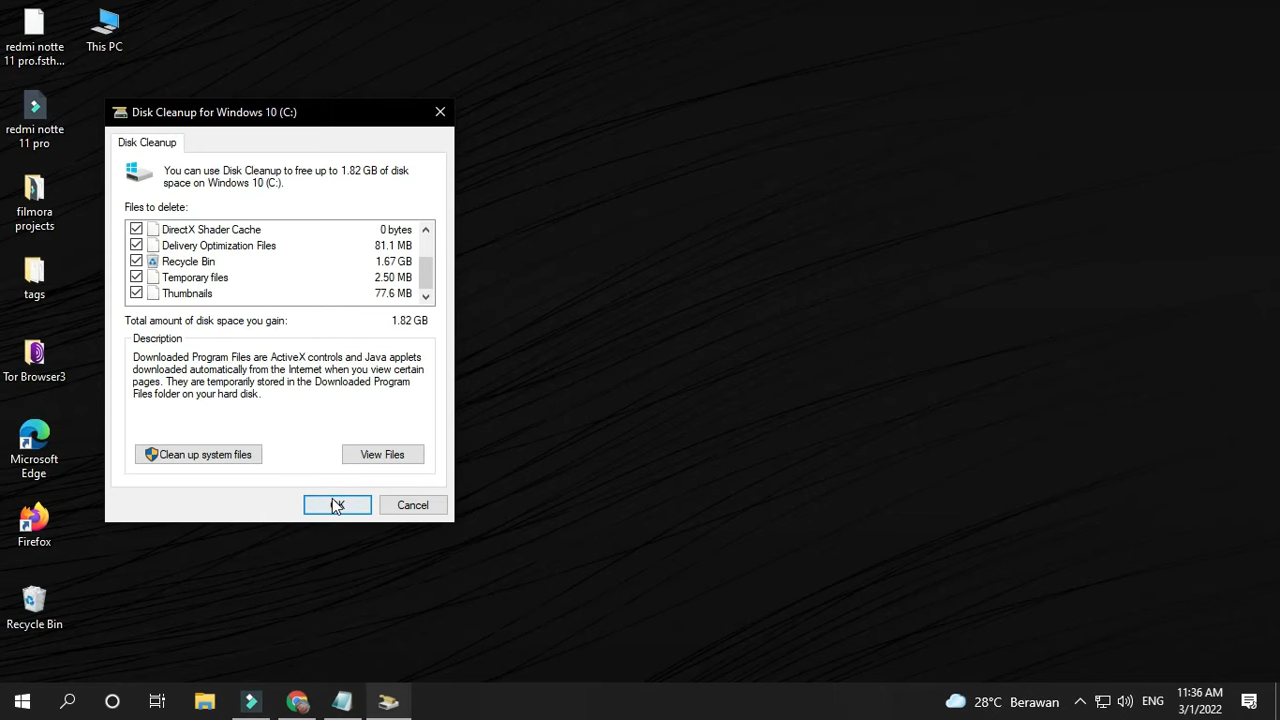 redmi notte
11 pro.fsth...
This PC
redmi notte
11 pro
filmora
projects
tags
Tor Browser3
Microsoft
Edge
Firefox
Recycle Bin
Disk Cleanup for Windows 10 (C:)
Disk Cleanup
You can use Disk Cleanup to free up to 1.82 GB of disk
space on Windows 10 (C:).
Files to delete:
DirectX Shader Cache 0 bytes
Delivery Optimization Files 81.1 MB
Recycle Bin 1.67 GB
Temporary files 2.50 MB
Thumbnails 77.6 MB
Total amount of disk space you gain: 1.82 GB
Description
Downloaded Program Files are ActiveX controls and Java applets
downloaded automatically from the Internet when you view certain
pages. They are temporarily stored in the Downloaded Program
Files folder on your hard disk.
Clean up system files View Files
Cancel
28°C Berawan ENG
11:36 AM
3/1/2022